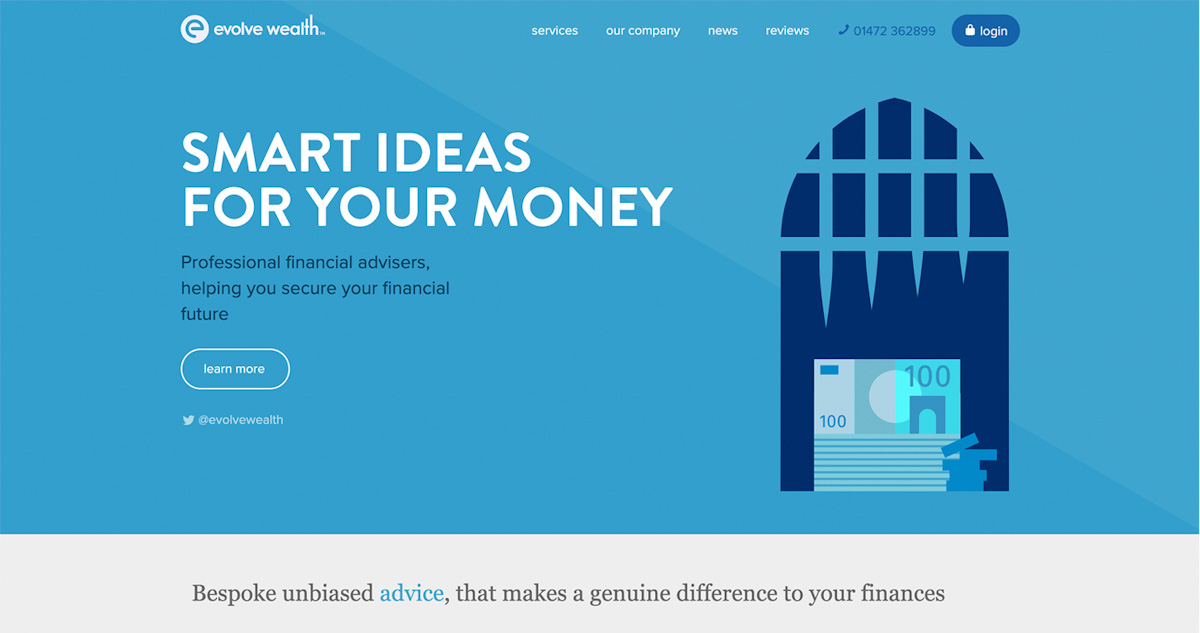 evolve wealth
services
our company
news
reviews
01472 362899
login
SMART IDEAS
FOR YOUR MONEY
Professional financial advisers,
helping you secure your financial
future
learn more
@evolvewealth
100
100
Bespoke unbiased advice, that makes a genuine difference to your finances